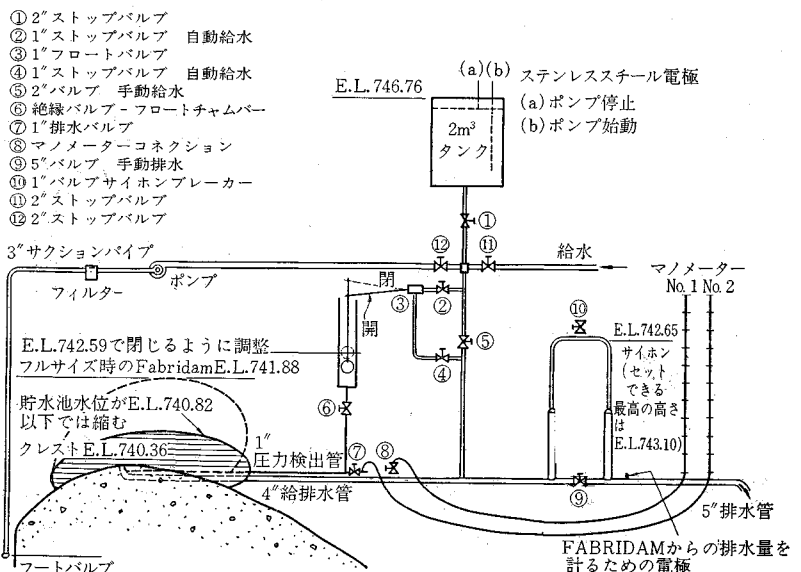 ① 2″ストップバルブ
② 1″ストップバルブ 自動給水
③ 1″フロートバルブ
④ 1″ストップバルブ 自動給水
⑤ 2″バルブ 手動給水
⑥ 絶縁バルブ - フロートチャムバー
⑦ 1″排水バルブ
⑧ マノメーターコネクション
⑨ 5″バルブ 手動排水
⑩ 1″バルブサイホンブレーカー
⑪ 2″ストップバルブ
⑫ 2″ストップバルブ
E.L.746.76
(a)(b)
ステンレススチール電極
(a)ポンプ停止
(b)ポンプ始動
2m³
タンク
①
⑫
⑪
給水
3″サクションパイプ
フィルター
ポンプ
マノメーター
No.1 No.2
閉
開
③
②
④
⑤
⑩
E.L.742.65
サイホン
(セット
できる
最高の高さ
は
E.L.743.10)
E.L.742.59で閉じるように調整
フルサイズ時のFabridam E.L.741.88
貯水池水位がE.L.740.82
以下では縮む
クレストE.L.740.36
⑥
1″
圧力検出管
⑦
⑧
4″給排水管
⑨
5″排水管
FABRIDAMからの排水量を
計るための電極
フートバルブ